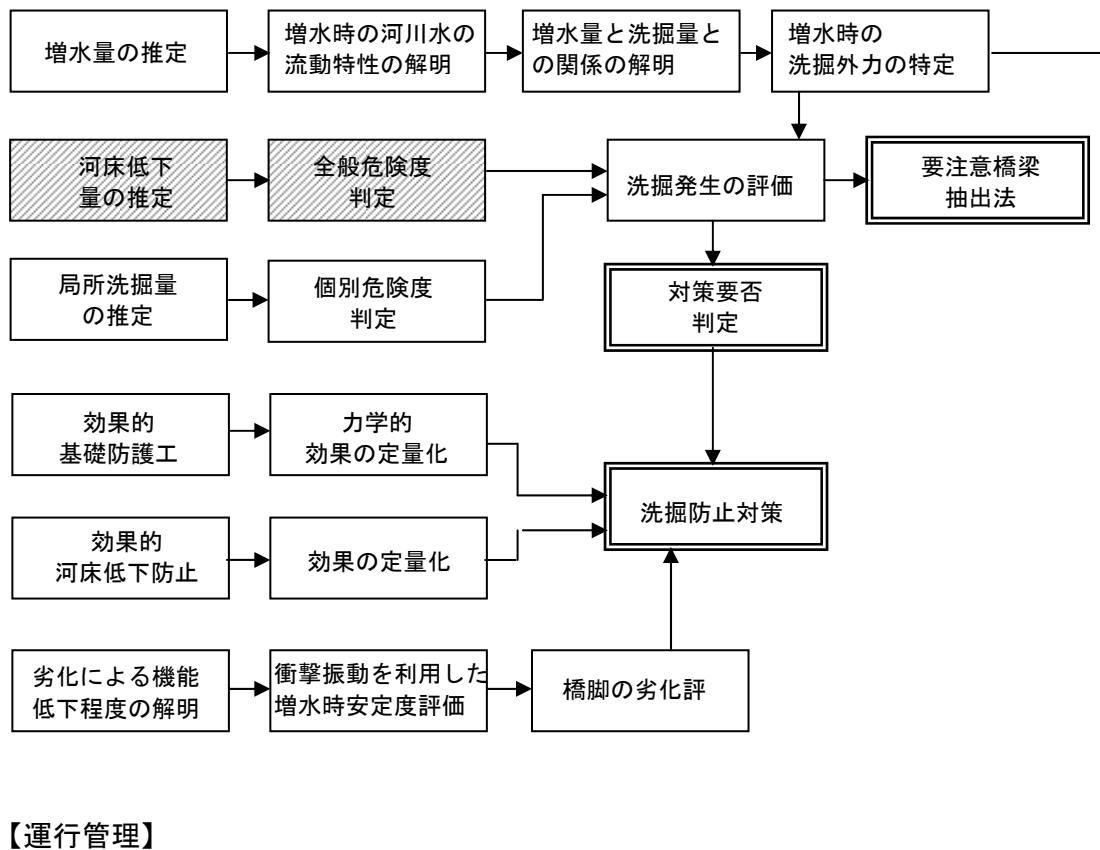 増水量の推定
増水時の河川水の
流動特性の解明
増水量と洗掘量と
の関係の解明
増水時の
洗掘外力の特定
河床低下
量の推定
全般危険度
判定
洗掘発生の評価
要注意橋梁
抽出法
局所洗掘量
の推定
個別危険度
判定
対策要否
判定
効果的
基礎防護工
力学的
効果の定量化
洗掘防止対策
効果的
河床低下防止
効果の定量化
劣化による機能
低下程度の解明
衝撃振動を利用した
増水時安定度評価
橋脚の劣化評
【運行管理】